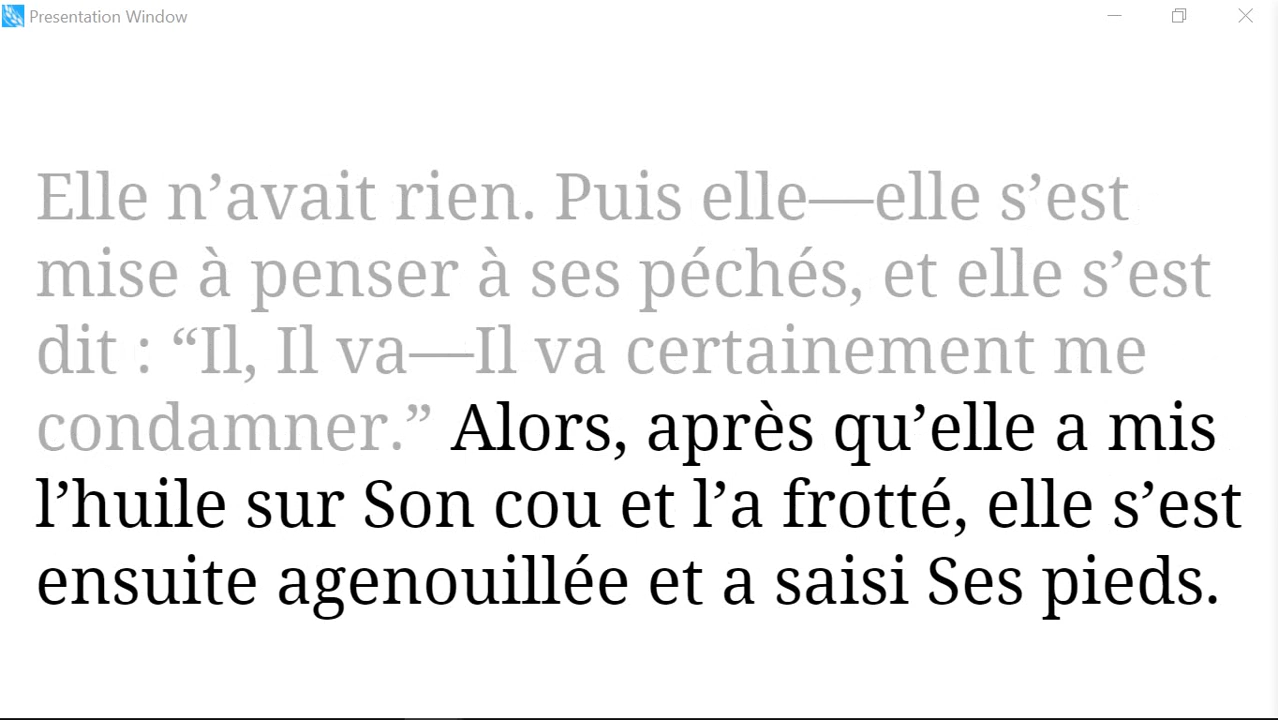 Presentation Window
Elle n’avait rien. Puis elle—elle s’est
mise à penser à ses péchés, et elle s’est
dit : “Il, Il va—Il va certainement me
condamner.” Alors, après qu’elle a mis
l’huile sur Son cou et l’a frotté, elle s’est
ensuite agenouillée et a saisi Ses pieds.